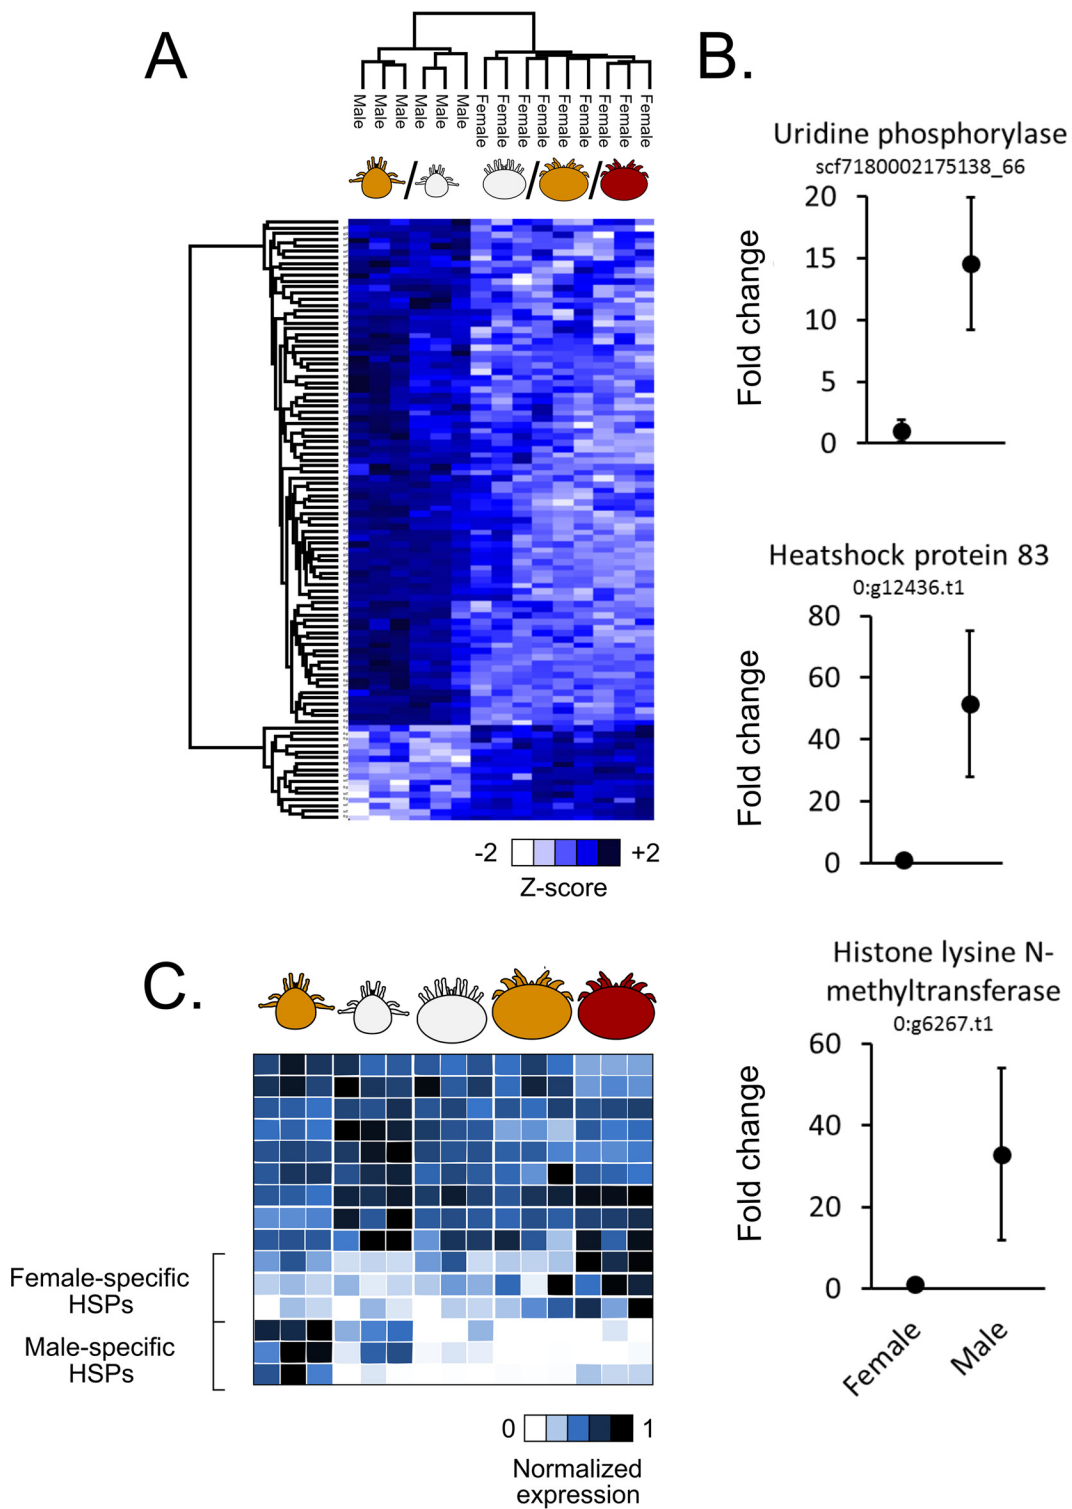 A
B.
Male
Male
Male
Male
Male
Male
Female
Female
Female
Female
Female
Female
Female
Female
Female
-2
+2
Z-score
Uridine phosphorylase
scf7180002175138_66
Fold change
20
15
10
5
0
Heatshock protein 83
0:g12436.t1
Fold change
80
60
40
20
0
Histone lysine N-
methyltransferase
0:g6267.t1
Fold change
60
40
20
0
Female
Male
C.
Female-specific
HSPs
Male-specific
HSPs
0
1
Normalized
expression